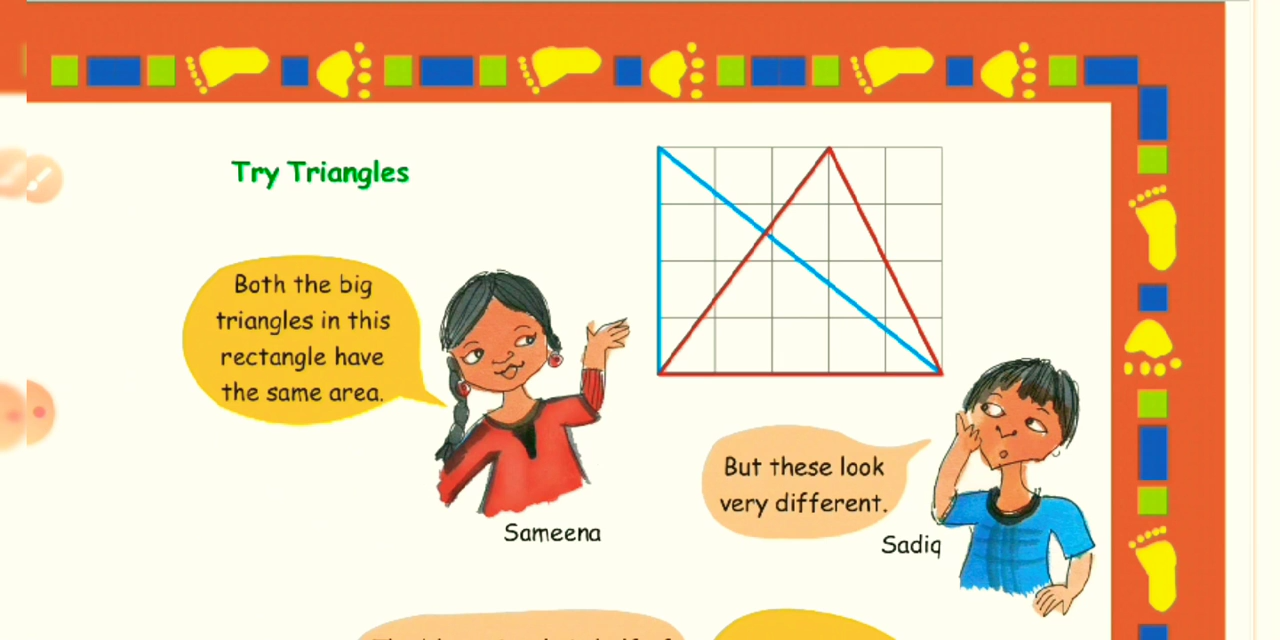 Try Triangles
Both the big
triangles in this
rectangle have
the same area.
Sameena
But these look
very different.
Sadiq